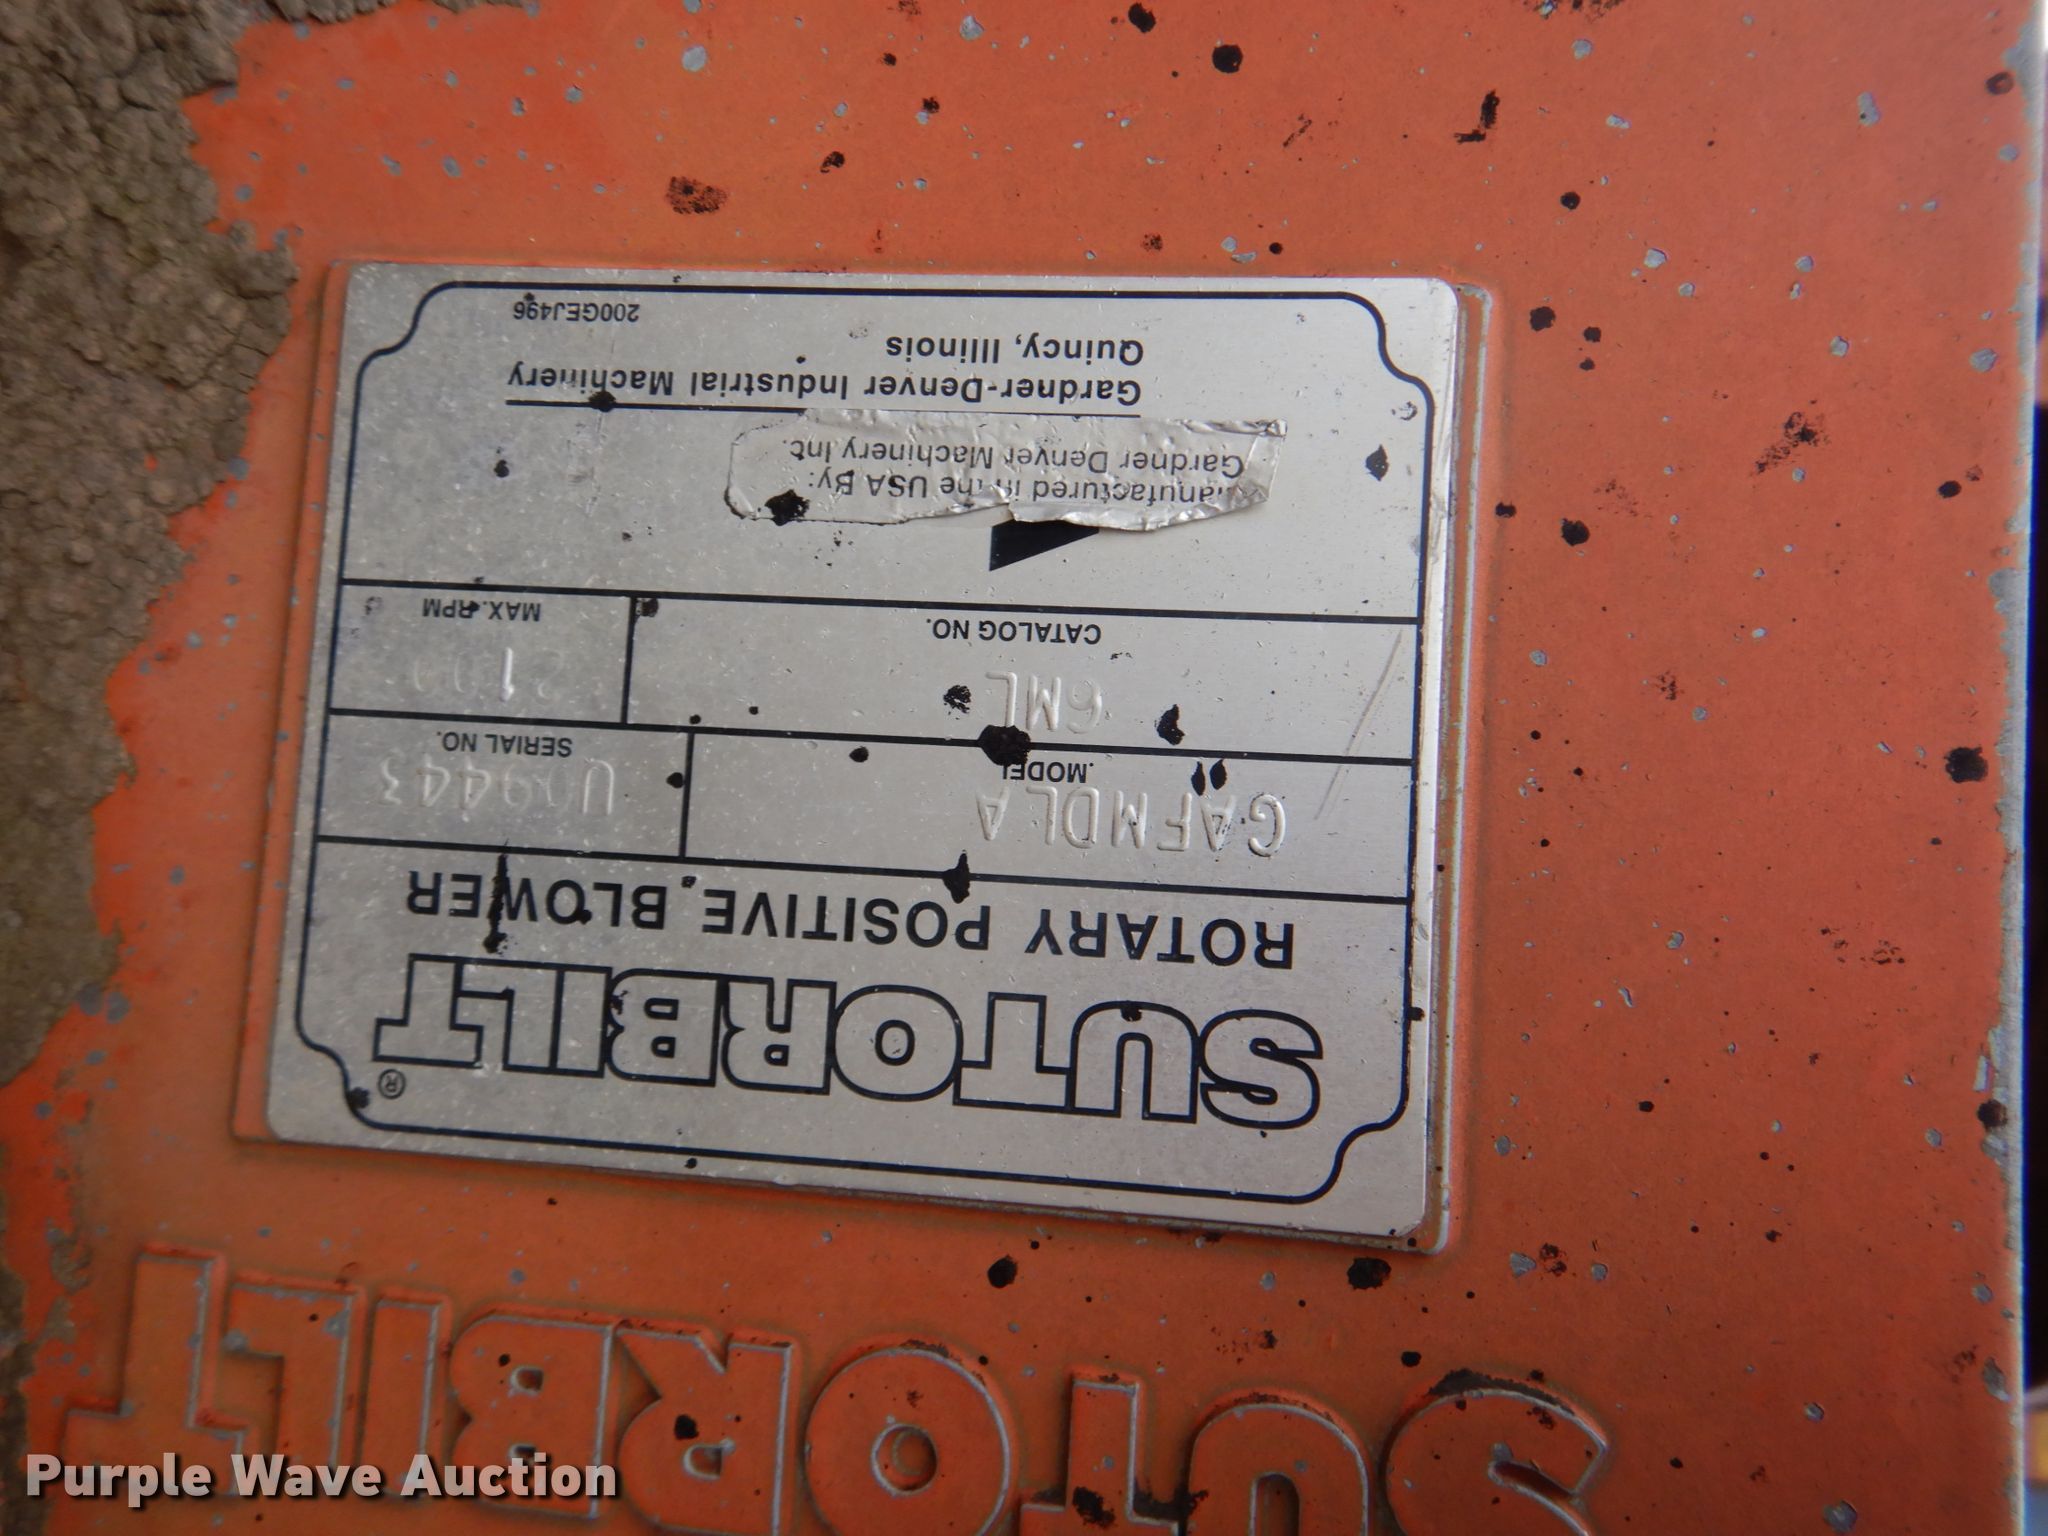 SUTORBILT
SUTORBILT®
ROTARY POSITIVE BLOWER
GAFMDLA
MODEL
U09443
SERIAL NO.
6ML
CATALOG NO.
2100
MAX. RPM
Manufactured in the USA By:
Gardner Denver Machinery Inc.
Gardner-Denver Industrial Machinery
Quincy, Illinois
200GEJ496
Purple Wave Auction